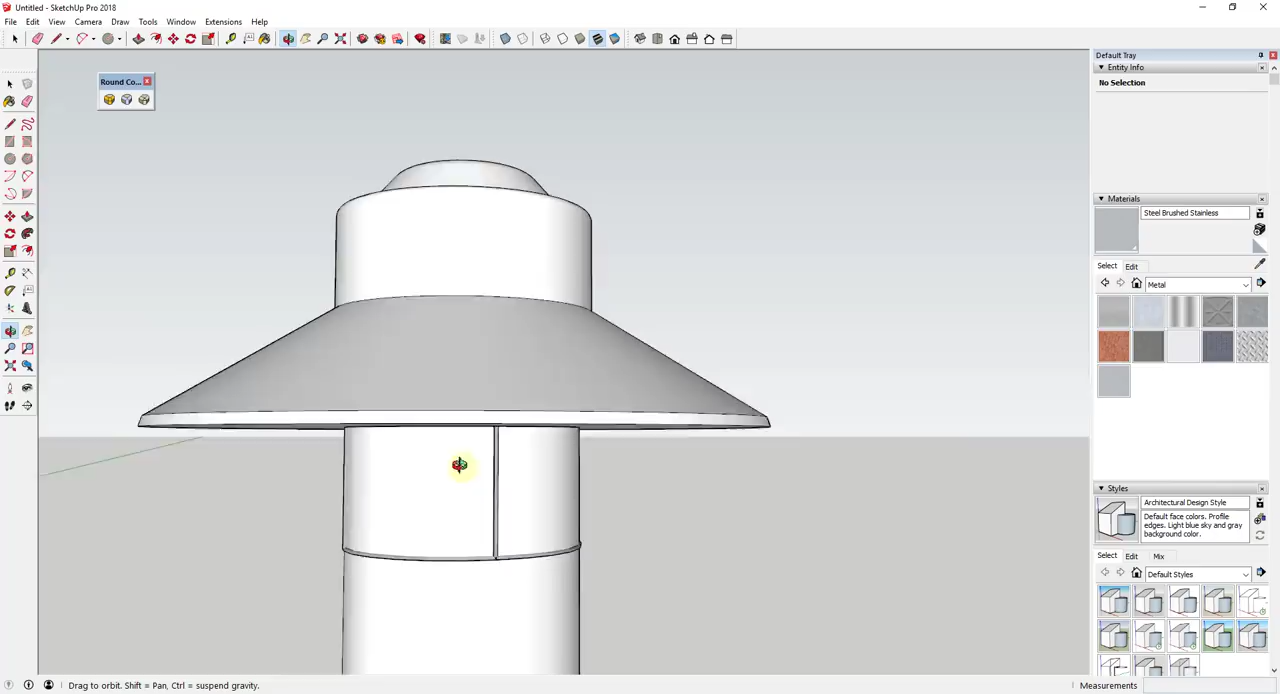 Untitled - SketchUp Pro 2018
File Edit View Camera Draw Tools Window Extensions Help
Round Co...
Default Tray
Entity Info
No Selection
Materials
Steel Brushed Stainless
Select Edit
Metal
Styles
Architectural Design Style
Default face colors. Profile
edges. Light blue sky and gray
background color.
Select Edit Mix
Default Styles
Drag to orbit. Shift = Pan, Ctrl = suspend gravity.
Measurements